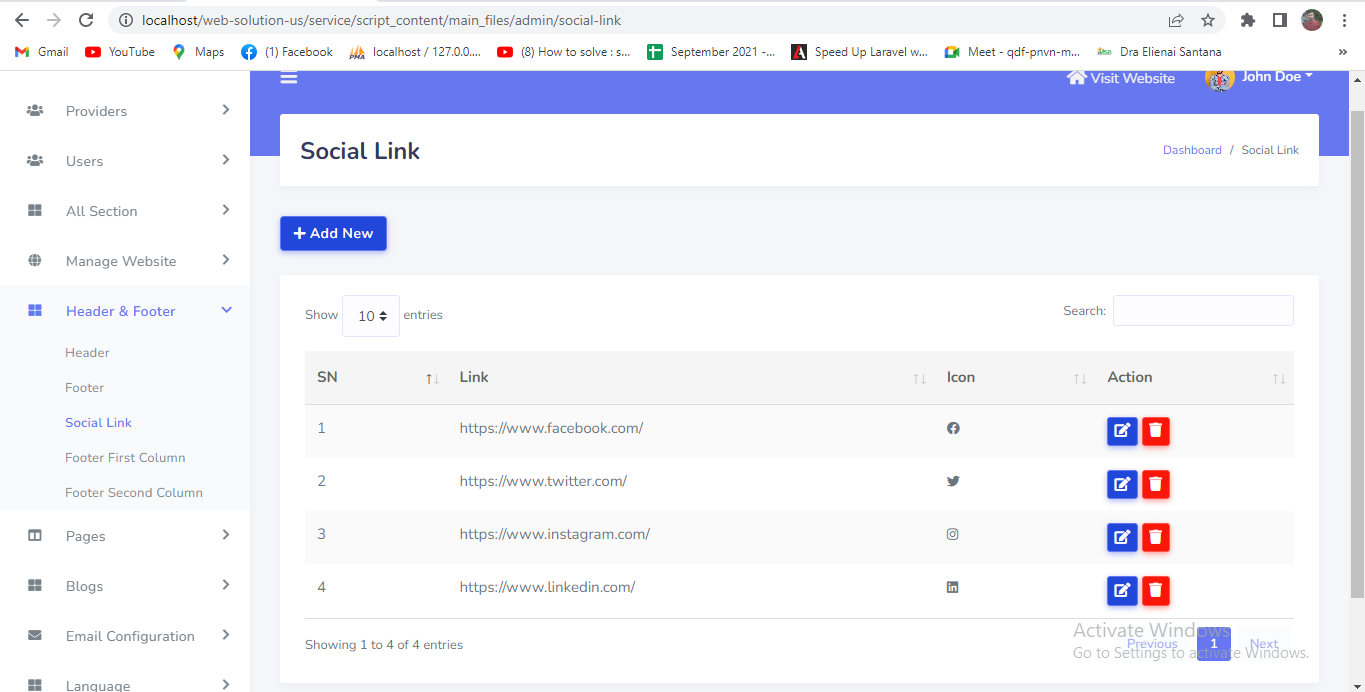 localhost/web-solution-us/service/script_content/main_files/admin/social-link
Gmail YouTube Maps (1) Facebook localhost / 127.0.0.... (8) How to solve : s... September 2021 -... Speed Up Laravel w... Meet - qdf-pnvn-m... Dra Elienai Santana »
Visit Website John Doe
Providers
Users
All Section
Manage Website
Header & Footer
Header
Footer
Social Link
Footer First Column
Footer Second Column
Pages
Blogs
Email Configuration
Language
Social Link
Dashboard / Social Link
+ Add New
Show 10 entries
Search:
SN Link Icon Action
1 https://www.facebook.com/
2 https://www.twitter.com/
3 https://www.instagram.com/
4 https://www.linkedin.com/
Showing 1 to 4 of 4 entries
Previous 1 Next
Activate Windows
Go to Settings to activate Windows.